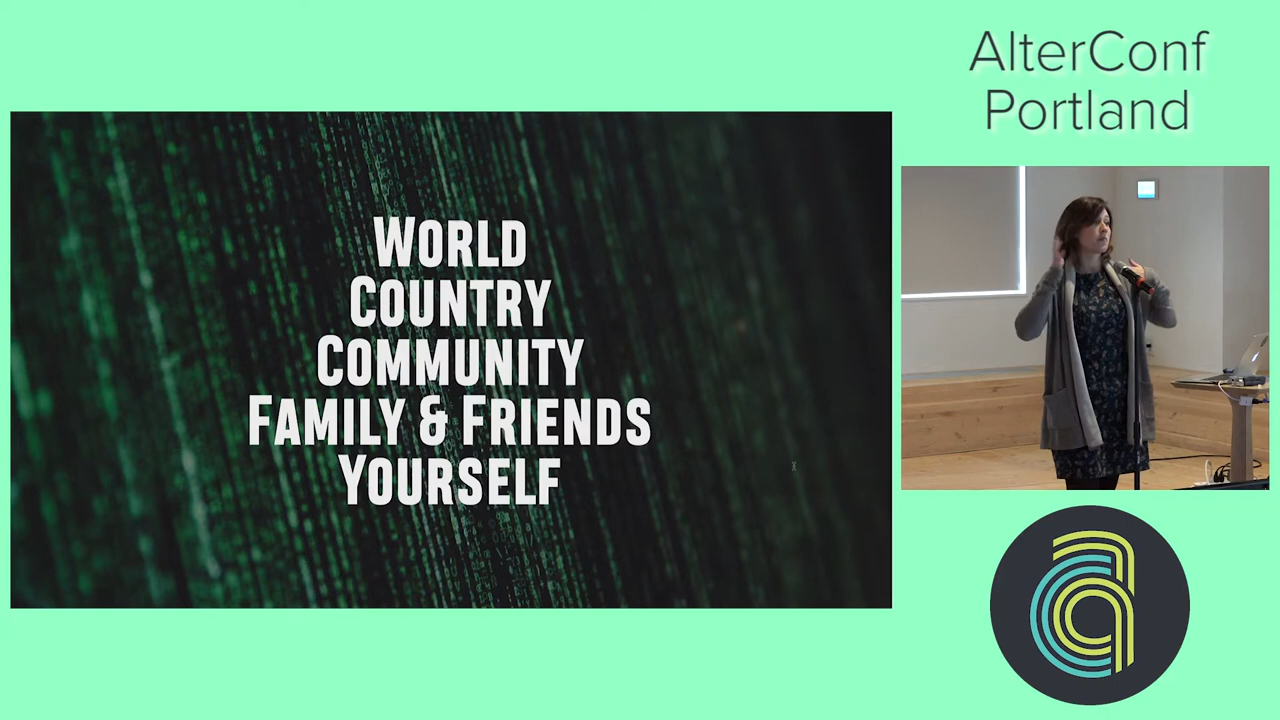 AlterConf
Portland
World
Country
Community
Family & Friends
Yourself